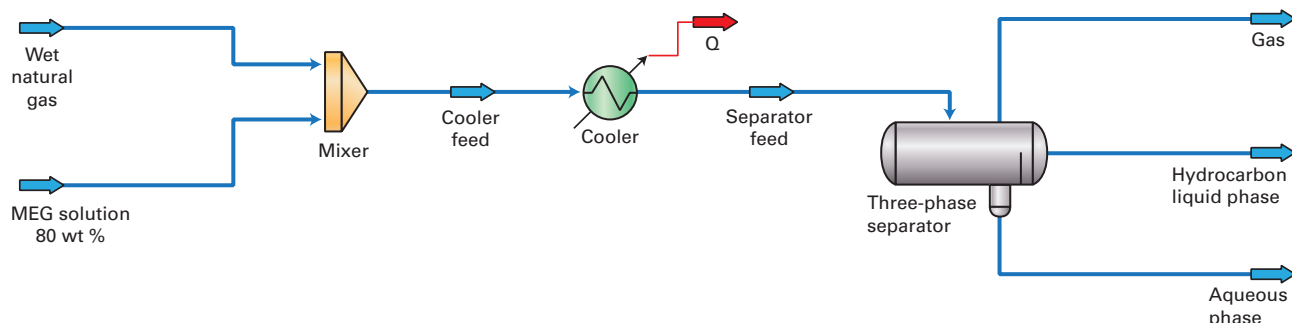 Wet
natural
gas
MEG solution
80 wt %
Mixer
Cooler
feed
Q
Cooler
Separator
feed
Three-phase
separator
Gas
Hydrocarbon
liquid phase
Aqueous
phase